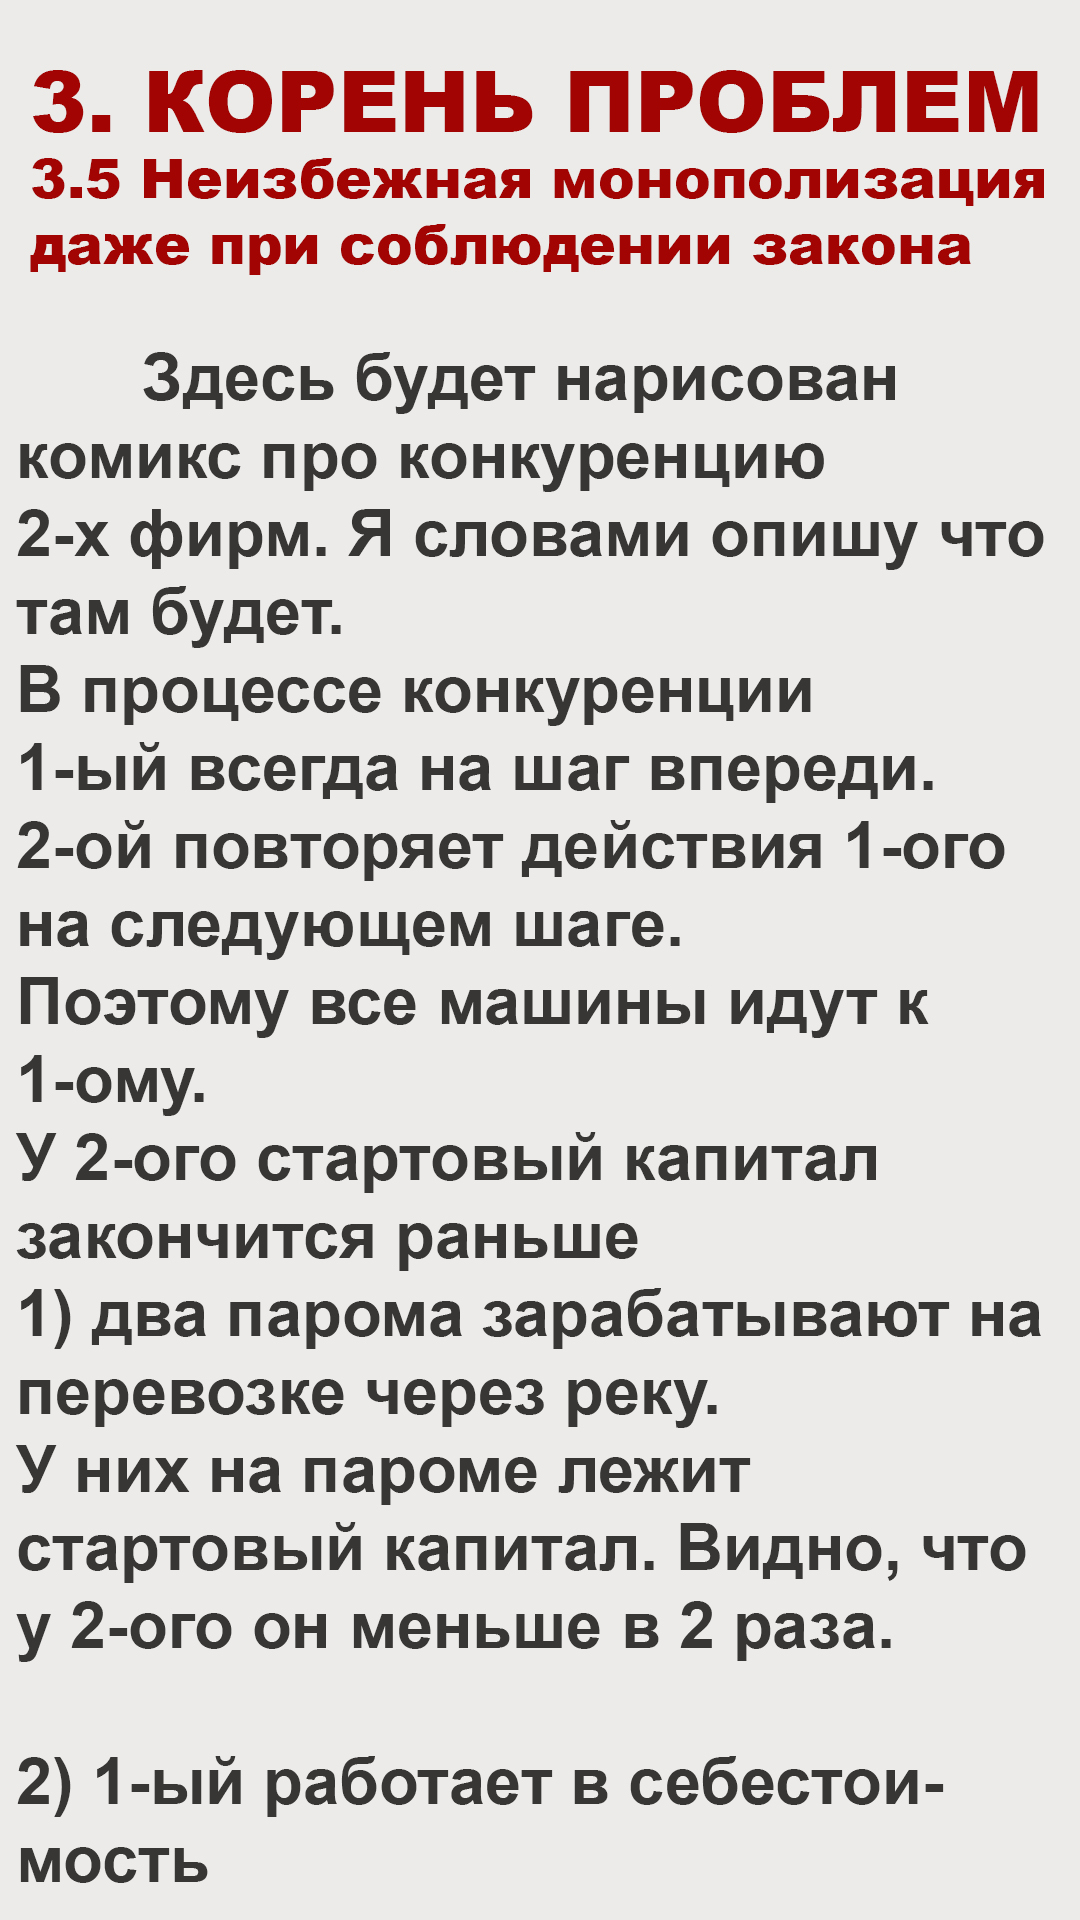 3. КОРЕНЬ ПРОБЛЕМ
3.5 Неизбежная монополизация
даже при соблюдении закона
Здесь будет нарисован
комикс про конкуренцию
2-х фирм. Я словами опишу что
там будет.
В процессе конкуренции
1-ый всегда на шаг впереди.
2-ой повторяет действия 1-ого
на следующем шаге.
Поэтому все машины идут к
1-ому.
У 2-ого стартовый капитал
закончится раньше
1) два парома зарабатывают на
перевозке через реку.
У них на пароме лежит
стартовый капитал. Видно, что
у 2-ого он меньше в 2 раза.
2) 1-ый работает в себестои-
мость